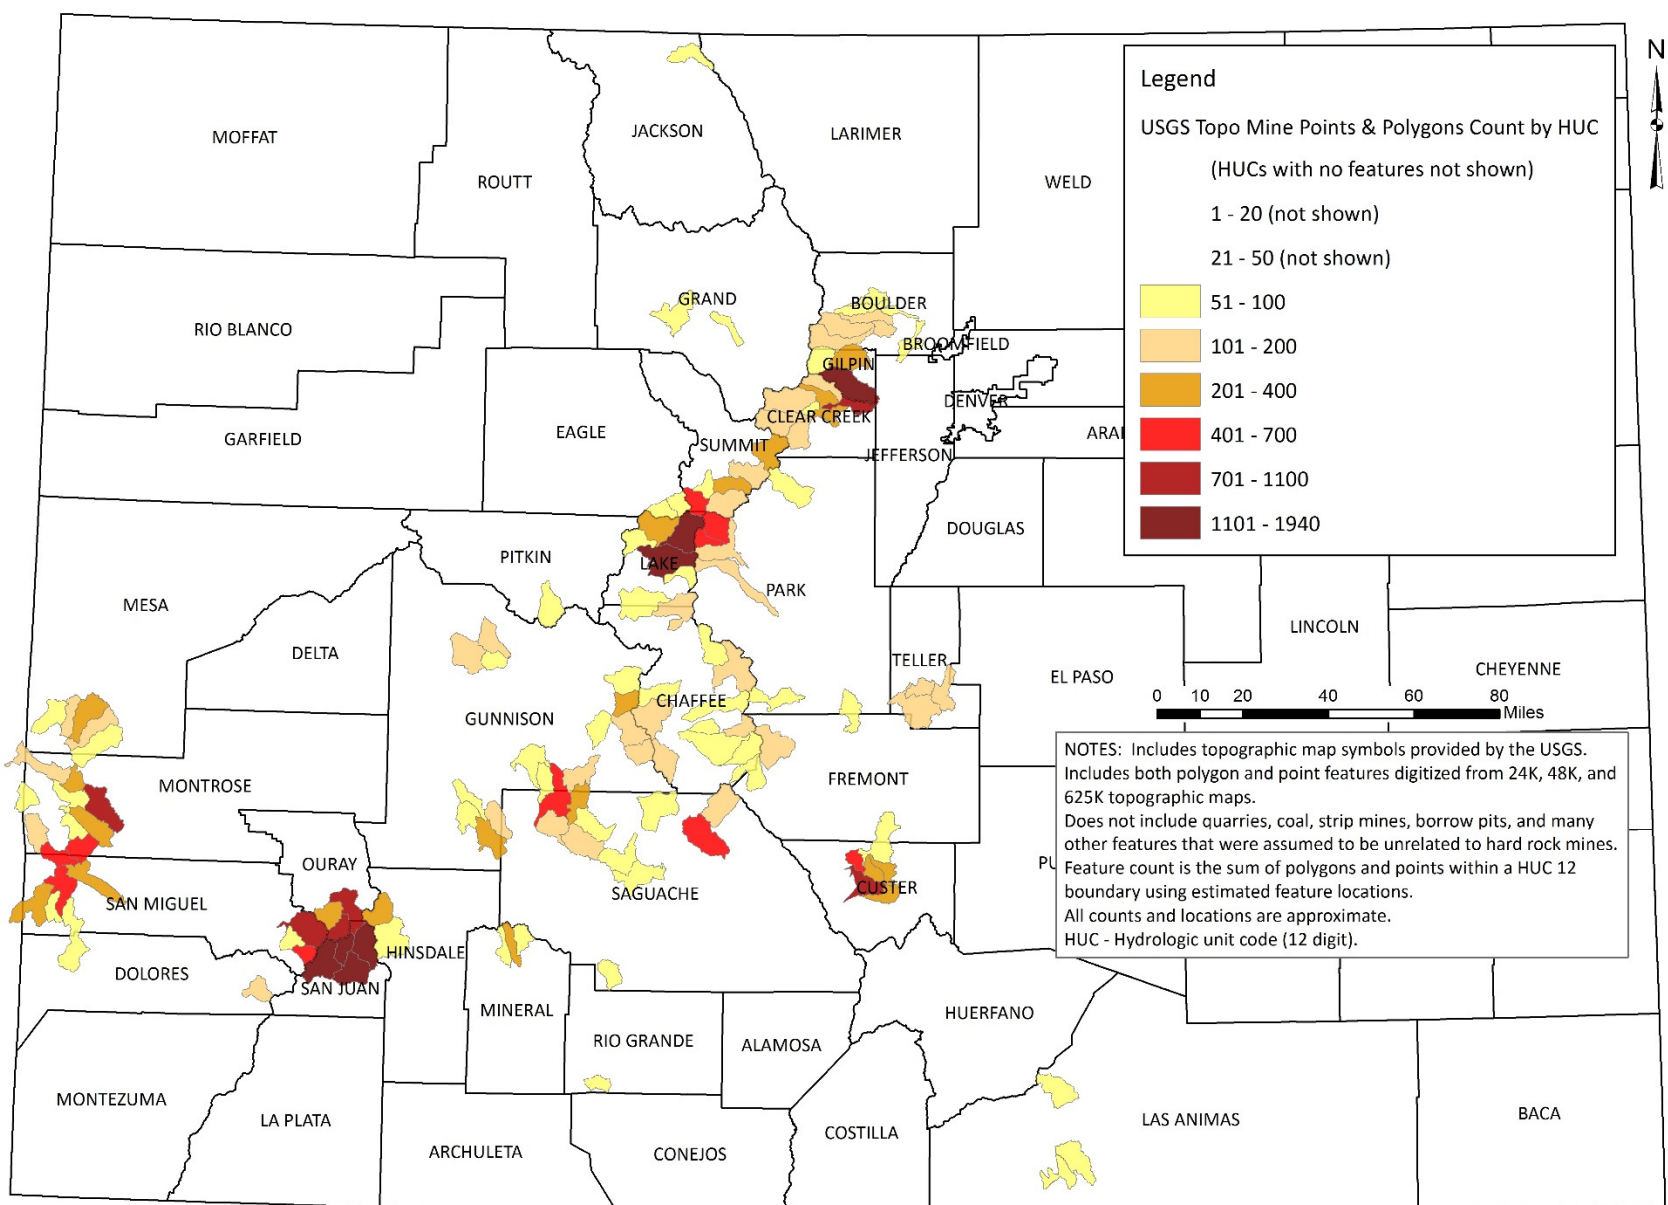 N
Legend
USGS Topo Mine Points & Polygons Count by HUC
(HUCs with no features not shown)
1 - 20 (not shown)
21 - 50 (not shown)
51 - 100
101 - 200
201 - 400
401 - 700
701 - 1100
1101 - 1940
MOFFAT
JACKSON
LARIMER
ROUTT
WELD
GRAND
BOULDER
RIO BLANCO
BROOMFIELD
GILPIN
DENVER
CLEAR CREEK
GARFIELD
EAGLE
SUMMIT
ARA
JEFFERSON
DOUGLAS
PITKIN
LAKE
PARK
MESA
LINCOLN
DELTA
TELLER
CHEYENNE
EL PASO
CHAFFEE
GUNNISON
0 10 20 40 60 80
Miles
MONTROSE
FREMONT
NOTES: Includes topographic map symbols provided by the USGS.
Includes both polygon and point features digitized from 24K, 48K, and
625K topographic maps.
Does not include quarries, coal, strip mines, borrow pits, and many
other features that were assumed to be unrelated to hard rock mines.
Feature count is the sum of polygons and points within a HUC 12
boundary using estimated feature locations.
All counts and locations are approximate.
HUC - Hydrologic unit code (12 digit).
OURAY
PU
SAGUACHE
CUSTER
SAN MIGUEL
HINSDALE
DOLORES
SAN JUAN
MINERAL
HUERFANO
RIO GRANDE
ALAMOSA
MONTEZUMA
LA PLATA
COSTILLA
LAS ANIMAS
BACA
ARCHULETA
CONEJOS